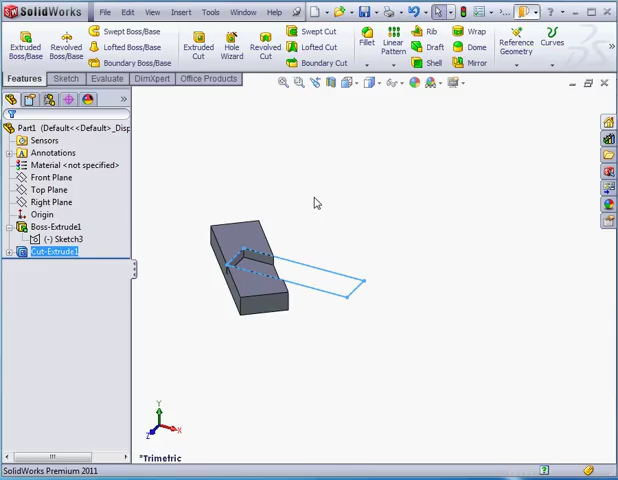 SolidWorks File Edit View Insert Tools
Extruded Boss/Base
Revolved Boss/Base
Swept Boss/Base
Lofted Boss/Base
Boundary Boss/Base
Extruded Cut
Hole Wizard
Revolved Cut
Swept Cut
Lofted Cut
Boundary Cut
Fillet
Linear Pattern
Rib
Draft
Shell
Wrap
Dome
Mirror
Reference Geometry
Curves
Features Sketch Evaluate DimXpert Office Products
Part1 (Default<<Default>_Disp
Sensors
Annotations
Material <not specified>
Front Plane
Top Plane
Right Plane
Origin
Boss-Extrude1
(-) Sketch3
Cut-Extrude1
Y
X
Z
*Trimetric
SolidWorks Premium 2011